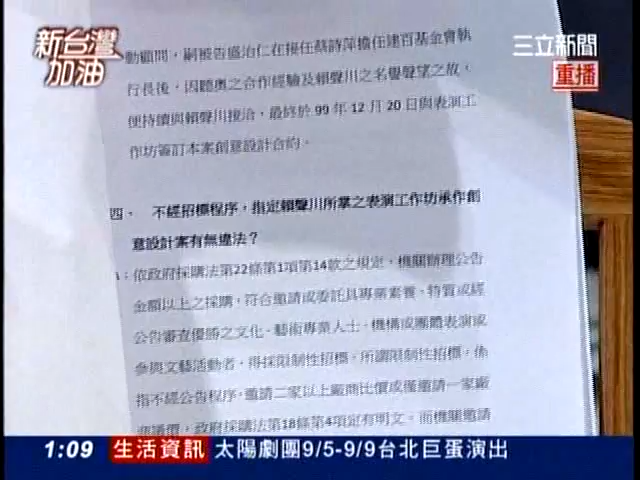 新台灣
加油
三立新聞
重播
動顧問，嗣被告盛治仁在接任蔡詩萍擔任建百基金會執
行長後，因聽奧之合作經驗及賴聲川之名譽聲望之故，
便持續與賴聲川接洽，最終於 99 年 12 月 20 日與表演工
作坊簽訂本案創意設計合約。
四、 不經招標程序，指定賴聲川所掌之表演工作坊承作創
意設計案有無違法？
：依政府採購法第22條第1項第14款之規定，機關辦理公告
金額以上之採購，符合邀請或委託具專業素養、特質或經
公告審查優勝之文化、藝術專業人士、機構或團體表演或
參與文藝活動者，得採限制性招標，所謂限制性招標，係
指不經公告程序，邀請二家以上廠商比價或僅邀請一家廠
商議價，政府採購法第18條第4項定有明文。而機關邀請
1:09 生活資訊 太陽劇團9/5-9/9台北巨蛋演出